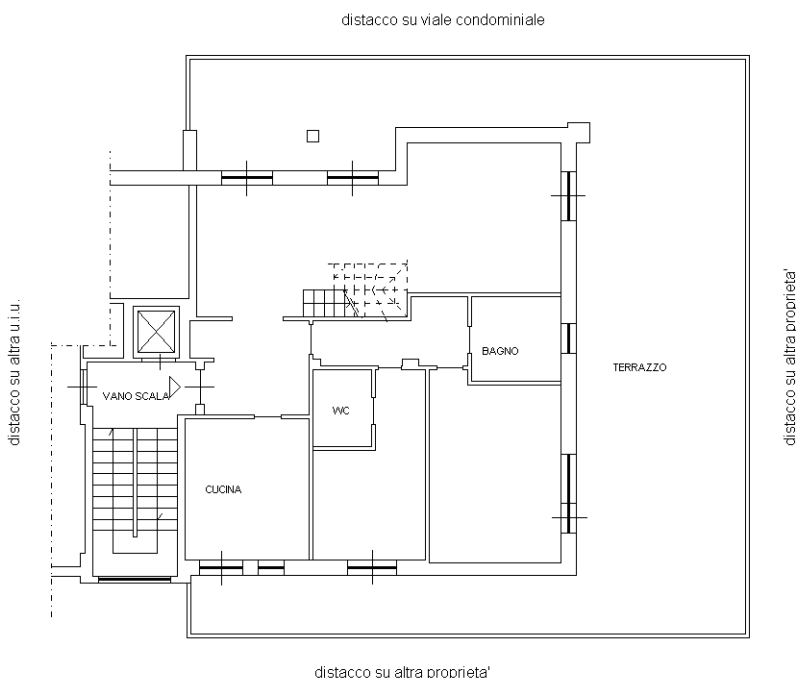 distacco su viale condominiale
distacco su altra u.i.u.
distacco su altra proprieta'
BAGNO
TERRAZZO
VANO SCALA
WC
CUCINA
distacco su altra proprieta'